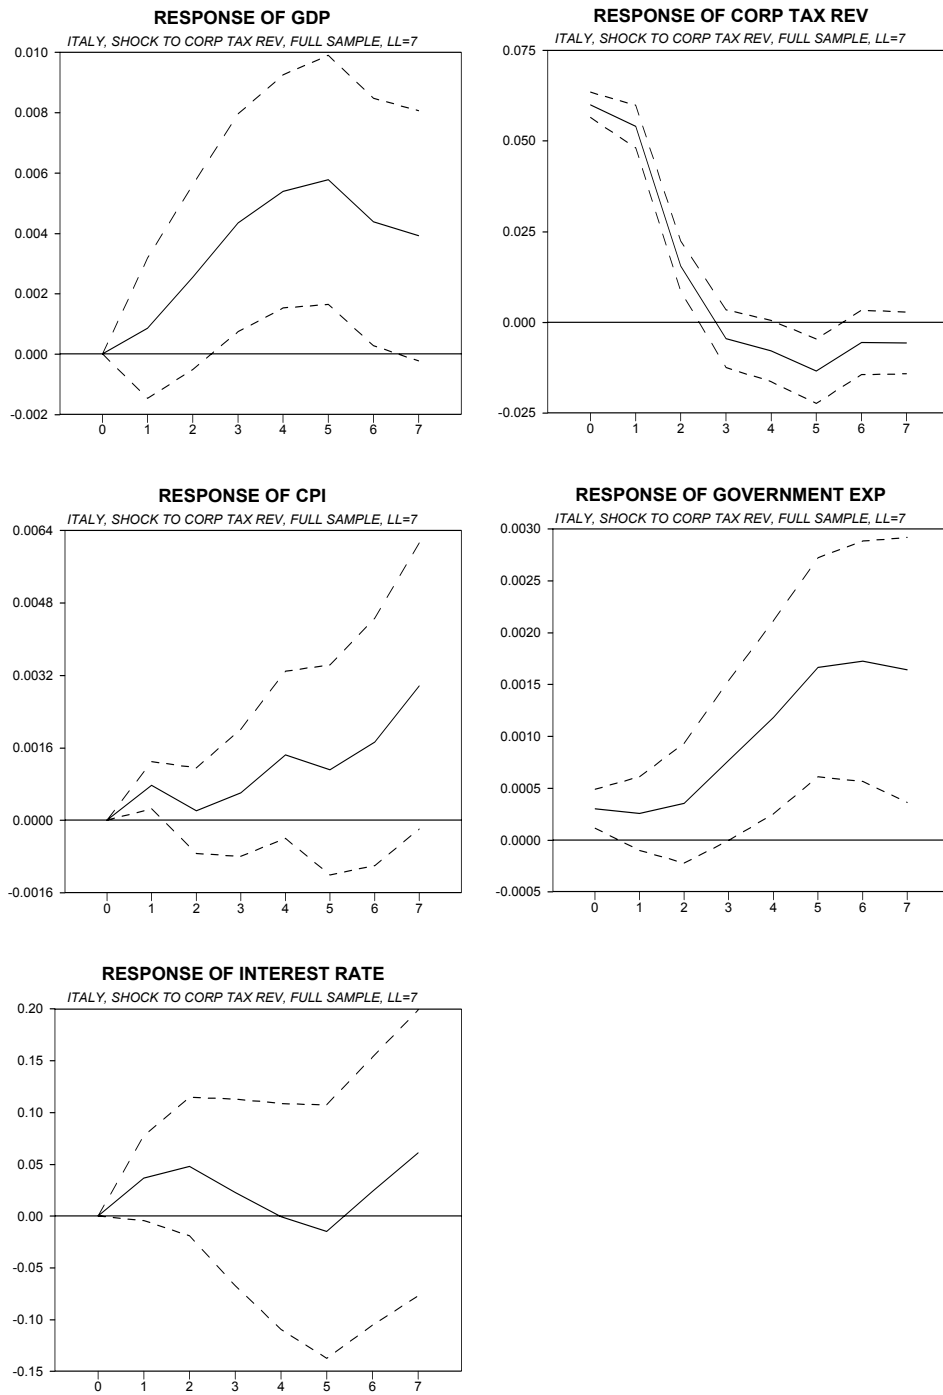 RESPONSE OF GDP
ITALY, SHOCK TO CORP TAX REV, FULL SAMPLE, LL=7
0.010
0.008
0.006
0.004
0.002
0.000
-0.002
0 1 2 3 4 5 6 7
RESPONSE OF CORP TAX REV
ITALY, SHOCK TO CORP TAX REV, FULL SAMPLE, LL=7
0.075
0.050
0.025
0.000
-0.025
0 1 2 3 4 5 6 7
RESPONSE OF CPI
ITALY, SHOCK TO CORP TAX REV, FULL SAMPLE, LL=7
0.0064
0.0048
0.0032
0.0016
0.0000
-0.0016
0 1 2 3 4 5 6 7
RESPONSE OF GOVERNMENT EXP
ITALY, SHOCK TO CORP TAX REV, FULL SAMPLE, LL=7
0.0030
0.0025
0.0020
0.0015
0.0010
0.0005
0.0000
-0.0005
0 1 2 3 4 5 6 7
RESPONSE OF INTEREST RATE
ITALY, SHOCK TO CORP TAX REV, FULL SAMPLE, LL=7
0.20
0.15
0.10
0.05
0.00
-0.05
-0.10
-0.15
0 1 2 3 4 5 6 7